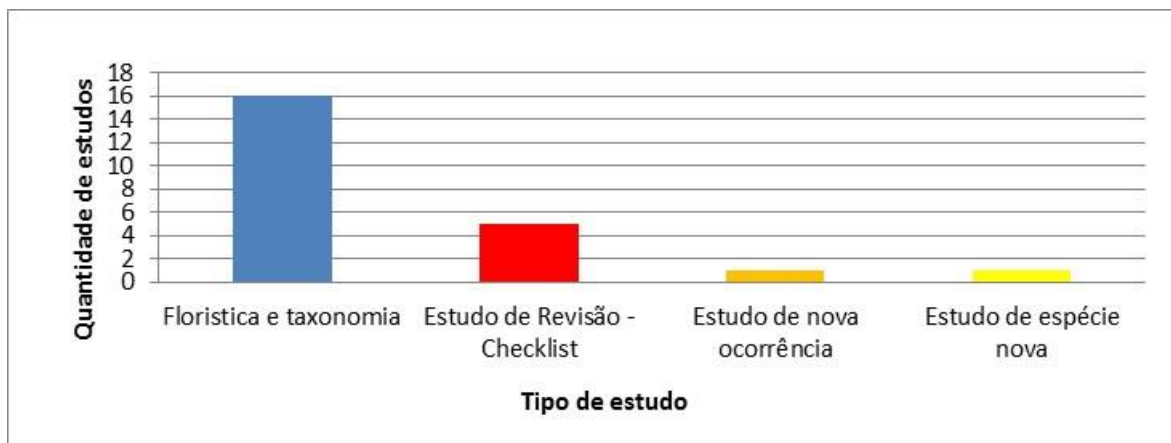 Quantidade de estudos
18
16
14
12
10
8
6
4
2
0
Floristica e taxonomia
Estudo de Revisão -
Checklist
Estudo de nova
ocorrência
Estudo de espécie
nova
Tipo de estudo